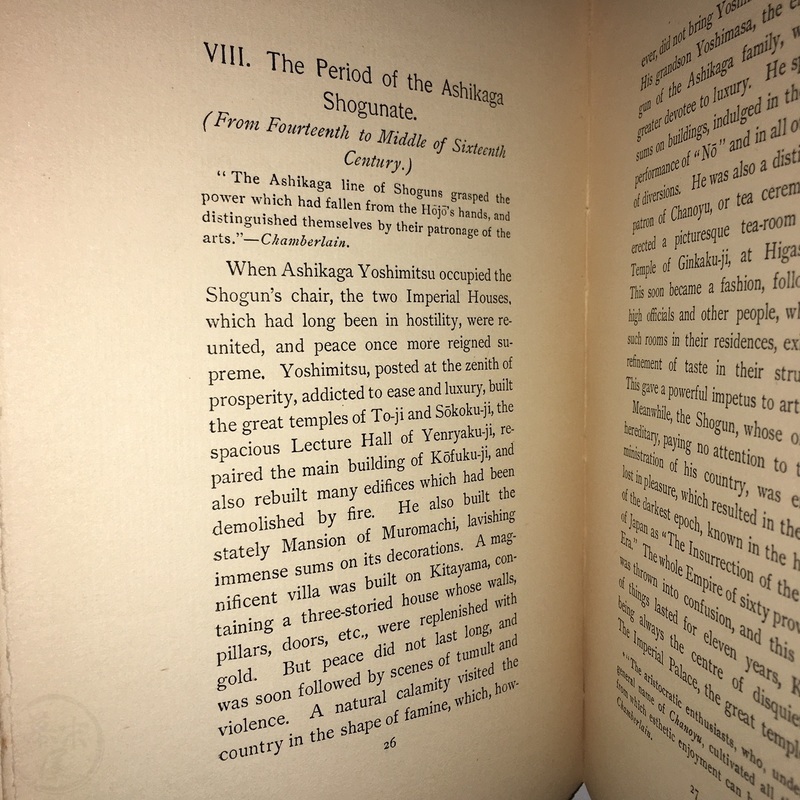 VIII. The Period of the Ashikaga
Shogunate.
(From Fourteenth to Middle of Sixteenth
Century.)
“ The Ashikaga line of Shoguns grasped the
power which had fallen from the Hōjō's hands, and
distinguished themselves by their patronage of the
arts.”—Chamberlain.
When Ashikaga Yoshimitsu occupied the
Shogun's chair, the two Imperial Houses,
which had long been in hostility, were re-
united, and peace once more reigned su-
preme. Yoshimitsu, posted at the zenith of
prosperity, addicted to ease and luxury, built
the great temples of To-ji and Sōkoku-ji, the
spacious Lecture Hall of Yenryaku-ji, re-
paired the main building of Kōfuku-ji, and
also rebuilt many edifices which had been
demolished by fire. He also built the
stately Mansion of Muromachi, lavishing
immense sums on its decorations. A mag-
nificent villa was built on Kitayama, con-
taining a three-storied house whose walls,
pillars, doors, etc., were replenished with
gold. But peace did not last long, and
was soon followed by scenes of tumult and
violence. A natural calamity visited the
country in the shape of famine, which, how-
26
ever, did not bring
His grandson Yoshimasa, the
gun of the Ashikaga family,
greater devotee to luxury. He
sums on buildings, indulged in
performance of “Nō” and in all
of diversions. He was also a
patron of Chanoyu, or tea
erected a picturesque tea-room
Temple of Ginkaku-ji, at
This soon became a fashion,
high officials and other people,
such rooms in their residences,
refinement of taste in their
This gave a powerful impetus to
Meanwhile, the Shogun, whose
hereditary, paying no attention to
ministration of his country, was
lost in pleasure, which resulted in the
of the darkest epoch, known in the
of Japan as “The Insurrection of the
Era.” The whole Empire of sixty
was thrown into confusion, and this
of things lasted for eleven years,
being always the centre of
The Imperial Palace, the great
“The aristocratic enthusiasts, who,
general name of Chanoyu, cultivated all
from which esthetic enjoyment can
Chamberlain.
27